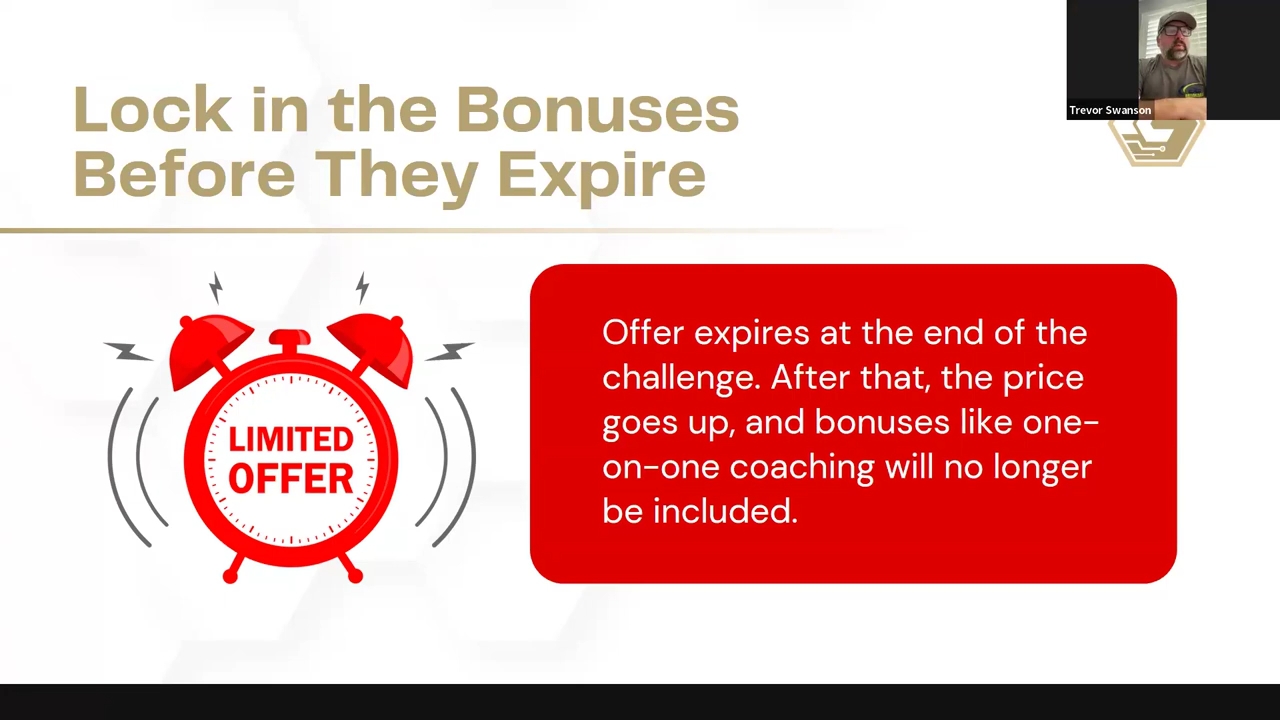 Lock in the Bonuses
Before They Expire
Trevor Swanson
LIMITED
OFFER
Offer expires at the end of the
challenge. After that, the price
goes up, and bonuses like one-
on-one coaching will no longer
be included.